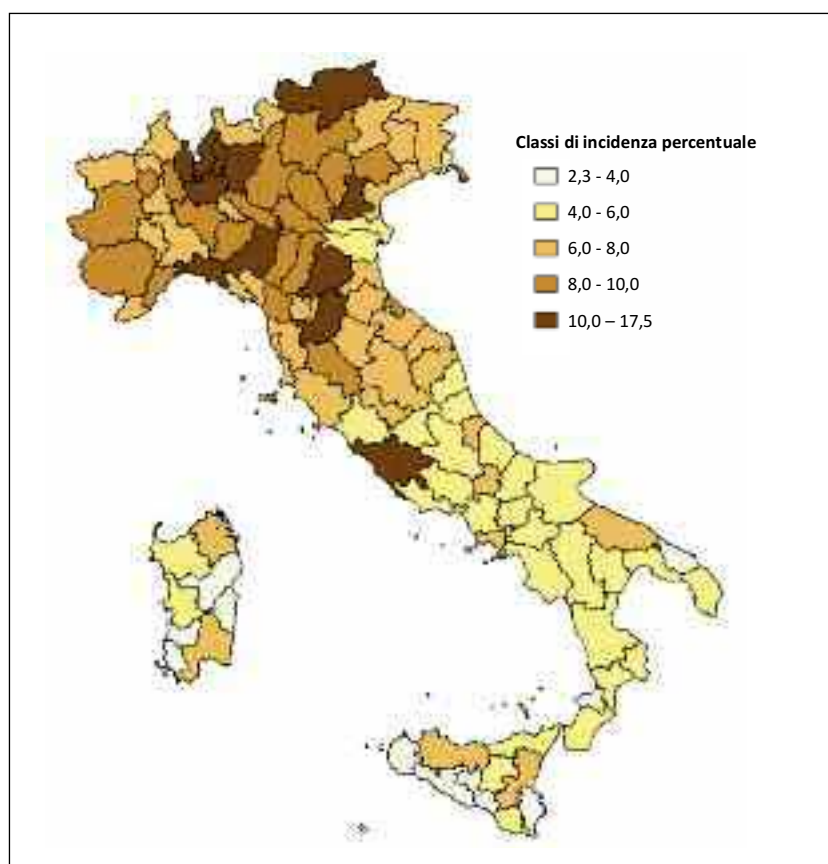 Classi di incidenza percentuale
2,3 - 4,0
4,0 - 6,0
6,0 - 8,0
8,0 - 10,0
10,0 – 17,5